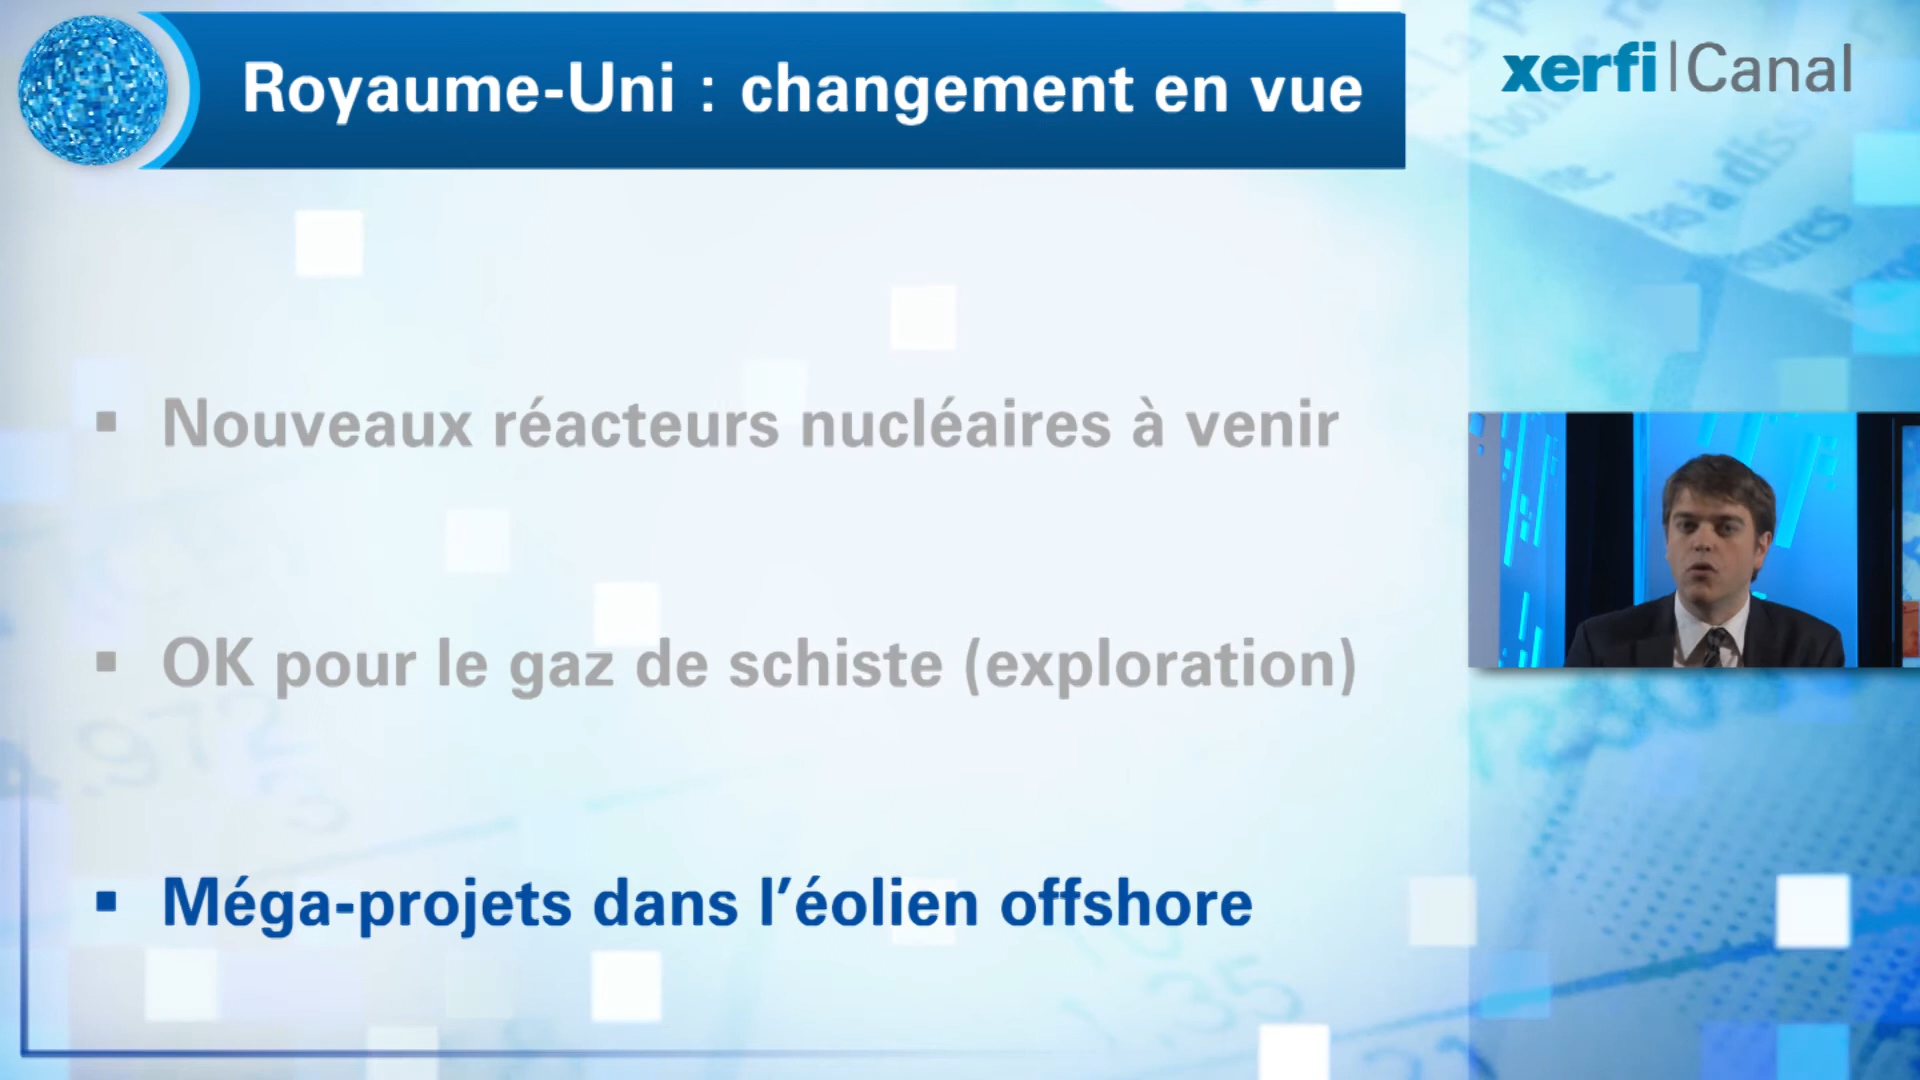 Royaume-Uni : changement en vue
xerfi|Canal
▪ Nouveaux réacteurs nucléaires à venir
▪ OK pour le gaz de schiste (exploration)
▪ Méga-projets dans l’éolien offshore